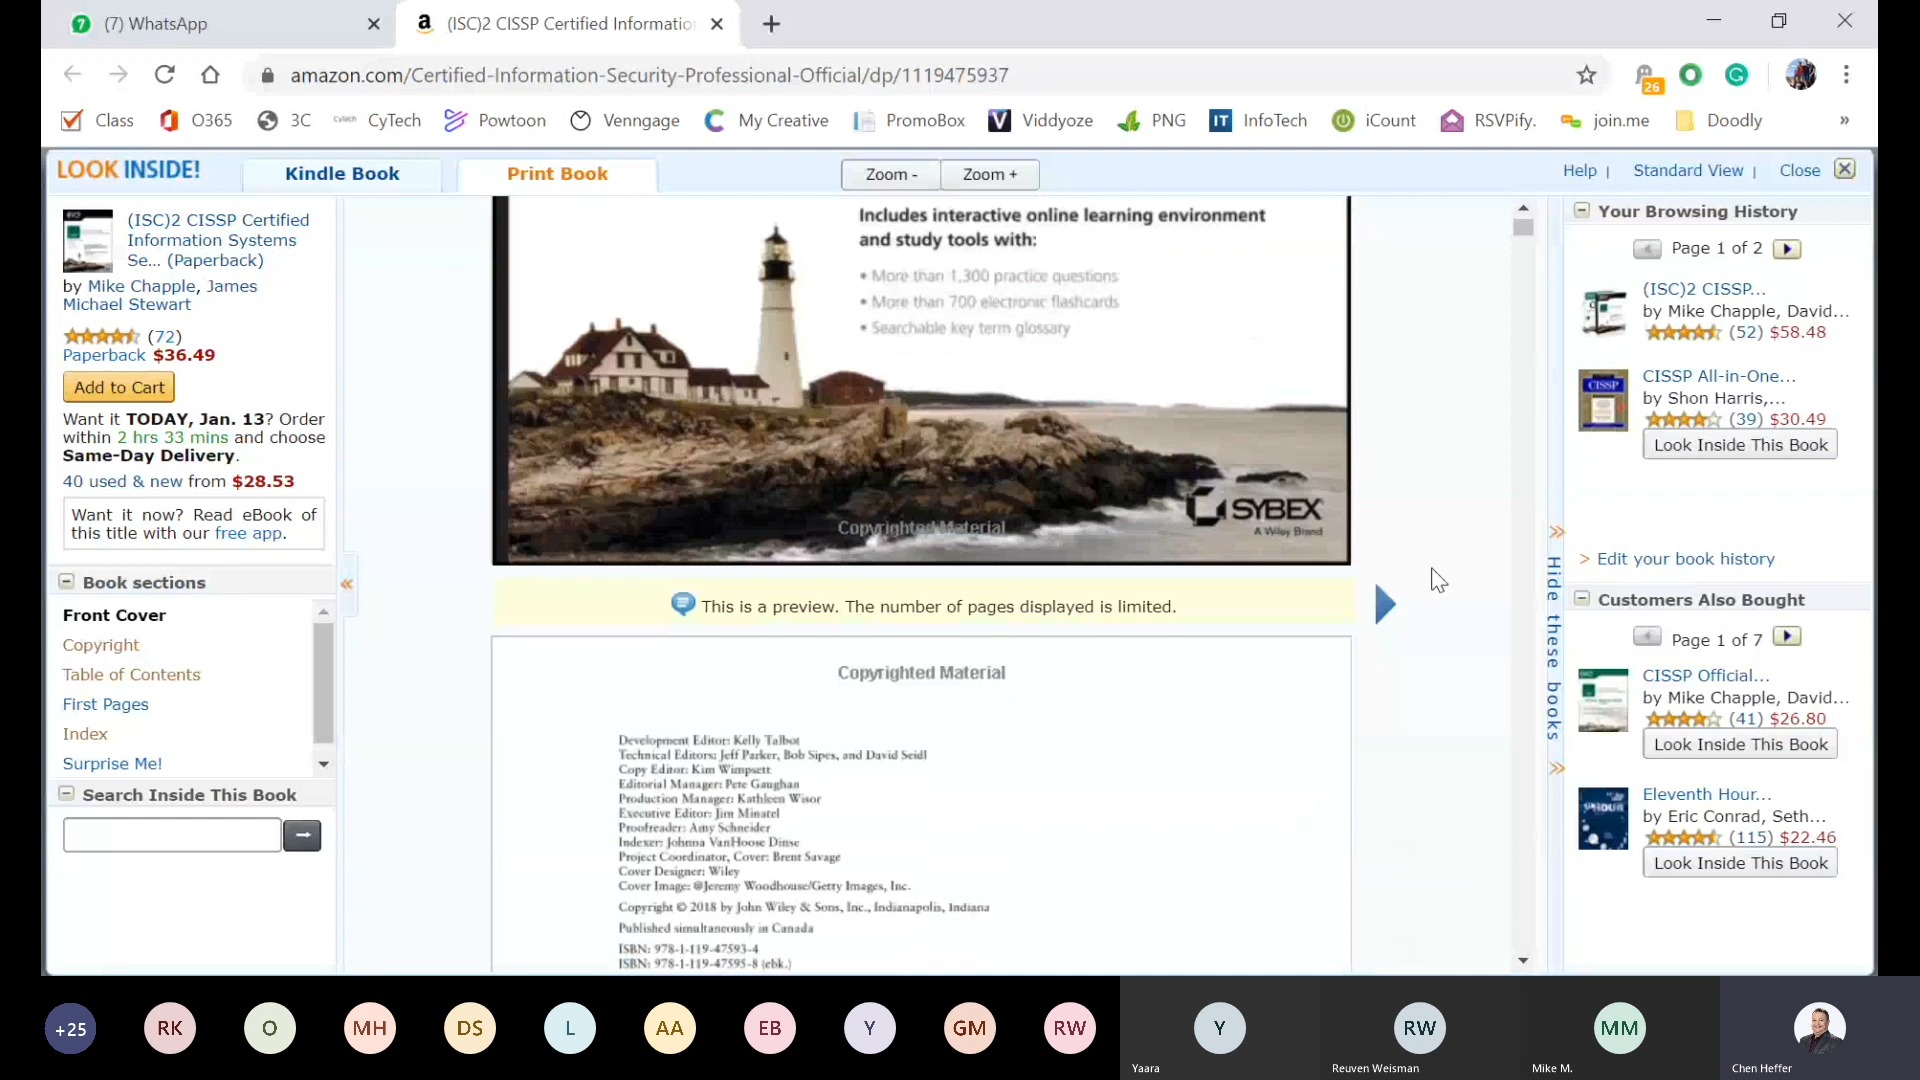 (7) WhatsApp
(ISC)2 CISSP Certified Informatio
amazon.com/Certified-Information-Security-Professional-Official/dp/1119475937
26
Class
O365
3C
CyTech
Powtoon
Venngage
My Creative
PromoBox
Viddyoze
PNG
IT InfoTech
iCount
RSVPify.
join.me
Doodly
»
LOOK INSIDE!
Kindle Book
Print Book
Zoom -
Zoom +
Help |
Standard View |
Close
(ISC)2 CISSP Certified
Information Systems
Se... (Paperback)
by Mike Chapple, James
Michael Stewart
(72)
Paperback $36.49
Add to Cart
Want it TODAY, Jan. 13? Order
within 2 hrs 33 mins and choose
Same-Day Delivery.
40 used & new from $28.53
Want it now? Read eBook of
this title with our free app.
Book sections
Front Cover
Copyright
Table of Contents
First Pages
Index
Surprise Me!
Search Inside This Book
Includes interactive online learning environment
and study tools with:
• More than 1,300 practice questions
• More than 700 electronic flashcards
• Searchable key term glossary
SYBEX
A Wiley Brand
Copyrighted Material
This is a preview. The number of pages displayed is limited.
Copyrighted Material
Development Editor: Kelly Talbot
Technical Editors: Jeff Parker, Bob Sipes, and David Seidl
Copy Editor: Kim Wimpsett
Editorial Manager: Pete Gaughan
Production Manager: Kathleen Wisor
Executive Editor: Jim Minatel
Proofreader: Amy Schneider
Indexer: Johnna VanHoose Dinse
Project Coordinator, Cover: Brent Savage
Cover Designer: Wiley
Cover Image: @Jeremy Woodhouse/Getty Images, Inc.
Copyright © 2018 by John Wiley & Sons, Inc., Indianapolis, Indiana
Published simultaneously in Canada
ISBN: 978-1-119-47593-4
ISBN: 978-1-119-47595-8 (ebk.)
Hide these books
Your Browsing History
Page 1 of 2
(ISC)2 CISSP...
by Mike Chapple, David...
(52) $58.48
CISSP
CISSP All-in-One...
by Shon Harris,...
(39) $30.49
Look Inside This Book
> Edit your book history
Customers Also Bought
Page 1 of 7
CISSP Official...
by Mike Chapple, David...
(41) $26.80
Look Inside This Book
Eleventh Hour...
by Eric Conrad, Seth...
(115) $22.46
Look Inside This Book
+25
RK
O
MH
DS
L
AA
EB
Y
GM
RW
Y
RW
MM
Yaara
Reuven Weisman
Mike M.
Chen Heffer